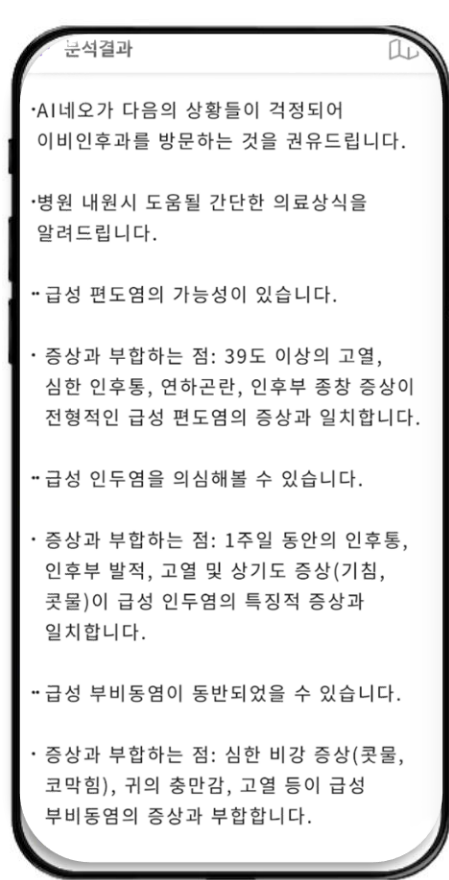 분석결과
·AI네오가 다음의 상황들이 걱정되어
이비인후과를 방문하는 것을 권유드립니다.
·병원 내원시 도움될 간단한 의료상식을
알려드립니다.
·· 급성 편도염의 가능성이 있습니다.
· 증상과 부합하는 점: 39도 이상의 고열,
심한 인후통, 연하곤란, 인후부 종창 증상이
전형적인 급성 편도염의 증상과 일치합니다.
·· 급성 인두염을 의심해볼 수 있습니다.
· 증상과 부합하는 점: 1주일 동안의 인후통,
인후부 발적, 고열 및 상기도 증상(기침,
콧물)이 급성 인두염의 특징적 증상과
일치합니다.
·· 급성 부비동염이 동반되었을 수 있습니다.
· 증상과 부합하는 점: 심한 비강 증상(콧물,
코막힘), 귀의 충만감, 고열 등이 급성
부비동염의 증상과 부합합니다.